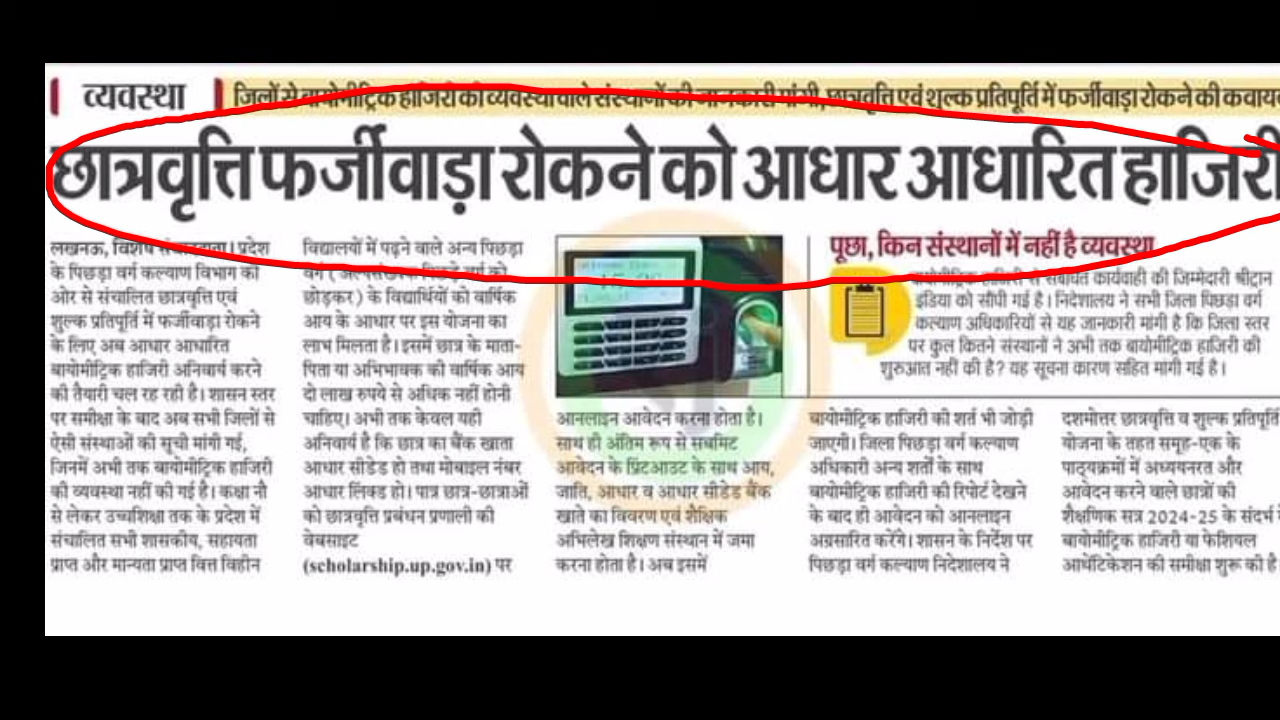 व्यवस्था
जिलों से बायोमीट्रिक हाजिरी की व्यवस्था वाले संस्थानों की जानकारी मांगी, छात्रवृत्ति एवं शुल्क प्रतिपूर्ति में फर्जीवाड़ा रोकने की
छात्रवृत्ति फर्जीवाड़ा रोकने को आधार आधारित हाजिरी
लखनऊ, विशेष संवाददाता। प्रदेश
के पिछड़ा वर्ग कल्याण विभाग की
ओर से संचालित छात्रवृत्ति एवं
शुल्क प्रतिपूर्ति में फर्जीवाड़ा रोकने
के लिए अब आधार आधारित
बायोमीट्रिक हाजिरी अनिवार्य करने
की तैयारी चल रह रही है। शासन स्तर
पर समीक्षा के बाद अब सभी जिलों से
ऐसी संस्थाओं की सूची मांगी गई,
जिनमें अभी तक बायोमीट्रिक हाजिरी
की व्यवस्था नहीं की गई है। कक्षा नौ
से लेकर उच्चशिक्षा तक के प्रदेश में
संचालित सभी शासकीय, सहायता
प्राप्त और मान्यता प्राप्त वित्त विहीन
विद्यालयों में पढ़ने वाले अन्य पिछड़ा
वर्ग ( अल्पसंख्यक पिछड़े वर्ग को
छोड़कर ) के विद्यार्थियों को वार्षिक
आय के आधार पर इस योजना का
लाभ मिलता है। इसमें छात्र के माता-
पिता या अभिभावक की वार्षिक आय
दो लाख रुपये से अधिक नहीं होनी
चाहिए। अभी तक केवल यही
अनिवार्य है कि छात्र का बैंक खाता
आधार सीडेड हो तथा मोबाइल नंबर
आधार लिंक्ड हो। पात्र छात्र-छात्राओं
को छात्रवृत्ति प्रबंधन प्रणाली की
वेबसाइट
(scholarship.up.gov.in) पर
आनलाइन आवेदन करना होता है।
साथ ही अंतिम रूप से सबमिट
आवेदन के प्रिंटआउट के साथ आय,
जाति, आधार व आधार सीडेड बैंक
खाते का विवरण एवं शैक्षिक
अभिलेख शिक्षण संस्थान में जमा
करना होता है। अब इसमें
पूछा, किन संस्थानों में नहीं है व्यवस्था
बायोमीट्रिक हाजिरी से संबंधित कार्यवाही की जिम्मेदारी श्रीट्रान
इंडिया को सौंपी गई है। निदेशालय ने सभी जिला पिछड़ा वर्ग
कल्याण अधिकारियों से यह जानकारी मांगी है कि जिला स्तर
पर कुल कितने संस्थानों ने अभी तक बायोमीट्रिक हाजिरी की
शुरुआत नहीं की है? यह सूचना कारण सहित मांगी गई है।
बायोमीट्रिक हाजिरी की शर्त भी जोड़ी
जाएगी। जिला पिछड़ा वर्ग कल्याण
अधिकारी अन्य शर्तों के साथ
बायोमीट्रिक हाजिरी की रिपोर्ट देखने
के बाद ही आवेदन को आनलाइन
अग्रसारित करेंगे। शासन के निर्देश पर
पिछड़ा वर्ग कल्याण निदेशालय ने
दशमोत्तर छात्रवृत्ति व शुल्क प्रतिपूर्ति
योजना के तहत समूह-एक के
पाठ्यक्रमों में अध्ययनरत और
आवेदन करने वाले छात्रों की
शैक्षणिक सत्र 2024-25 के संदर्भ में
बायोमीट्रिक हाजिरी या फेशियल
आथेंटिकेशन की समीक्षा शुरू की है।